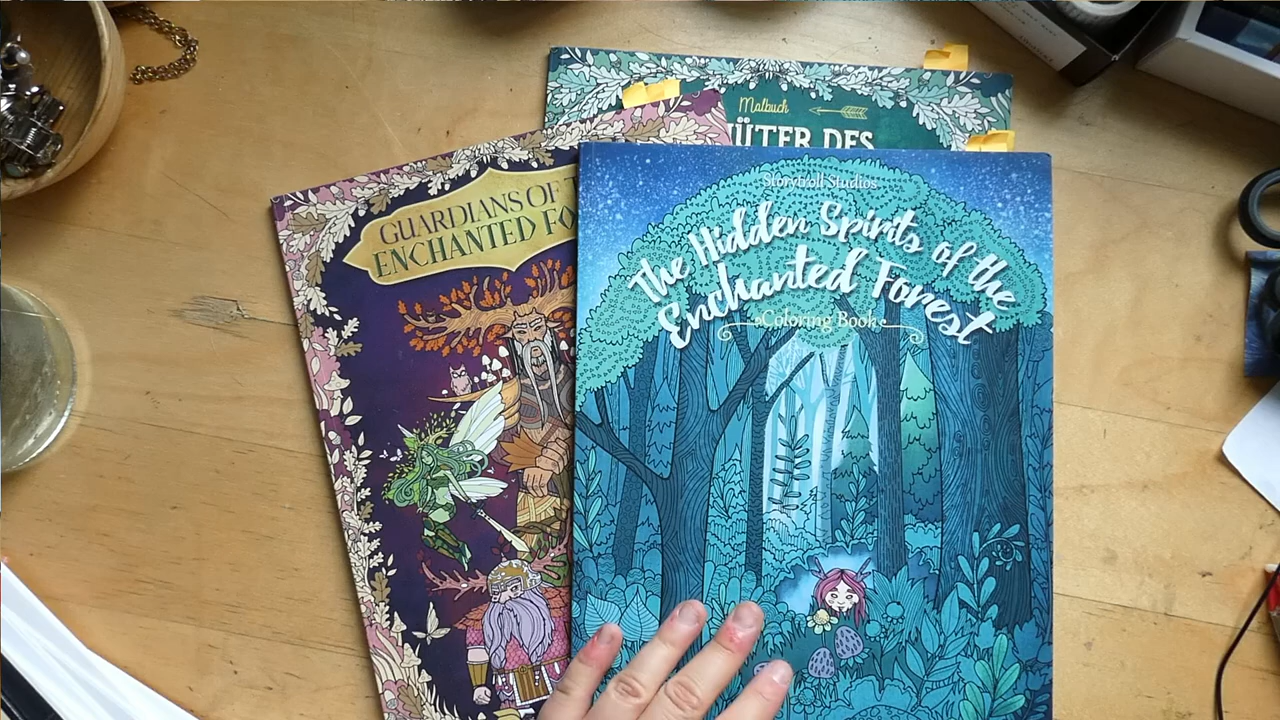 Malbuch
ÜTER DES
GUARDIANS OF
ENCHANTED FO
Storytroll Studios
The Hidden Spirits of the
Enchanted Forest
Coloring Book